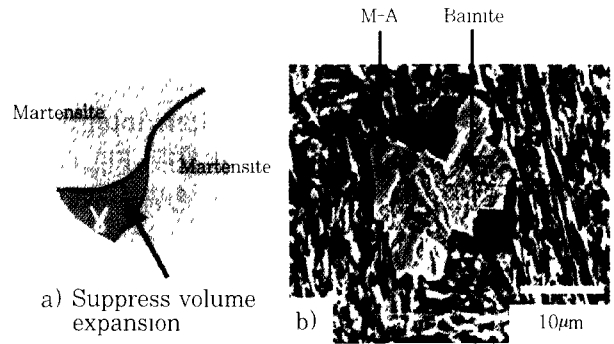 M-A
Bainite
Martensite
Martensite
γ
a) Suppress volume
expansion
b)
10μm